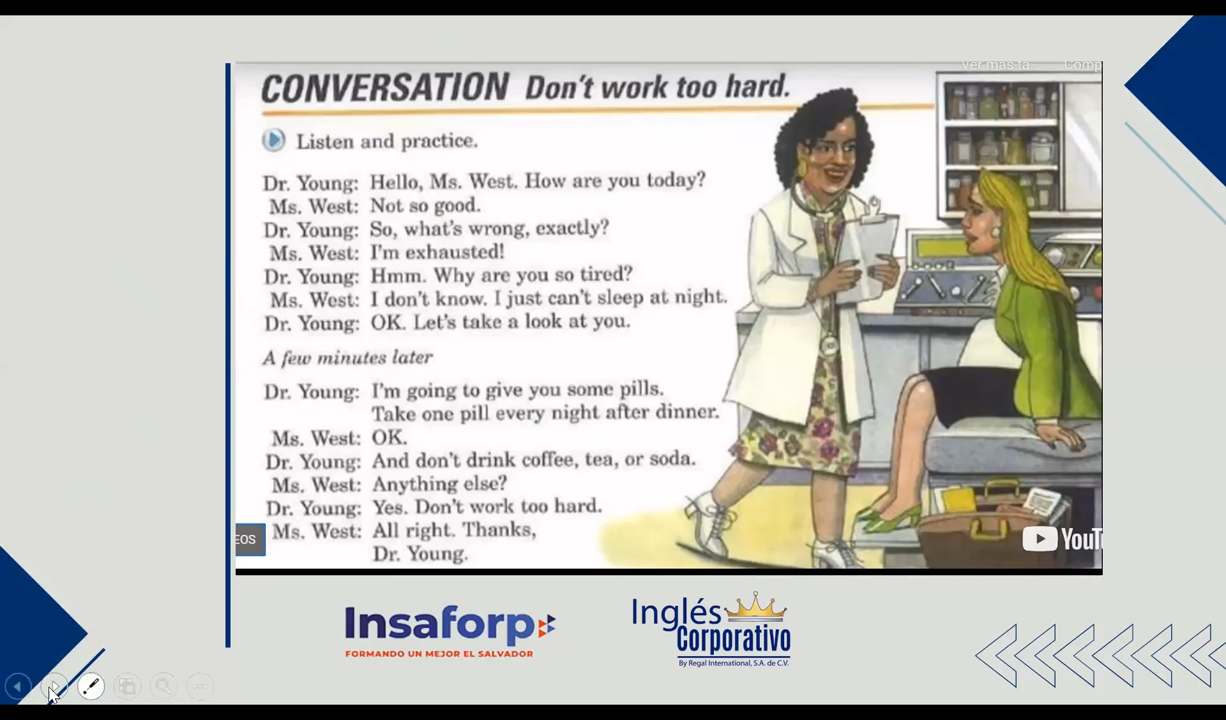 Ver más ta
CONVERSATION Don't work too hard.
Listen and practice.
Dr. Young: Hello, Ms. West. How are you today?
Ms. West: Not so good.
Dr. Young: So, what's wrong, exactly?
Ms. West: I'm exhausted!
Dr. Young: Hmm. Why are you so tired?
Ms. West: I don't know. I just can't sleep at night.
Dr. Young: OK. Let's take a look at you.
A few minutes later
Dr. Young: I'm going to give you some pills.
Take one pill every night after dinner.
Ms. West: OK.
Dr. Young: And don't drink coffee, tea, or soda.
Ms. West: Anything else?
Dr. Young: Yes. Don't work too hard.
Ms. West: All right. Thanks,
Dr. Young.
EOS
YouT
Insaforp
FORMANDO UN MEJOR EL SALVADOR
Inglés
Corporativo
By Regal International, S.A. de C.V.